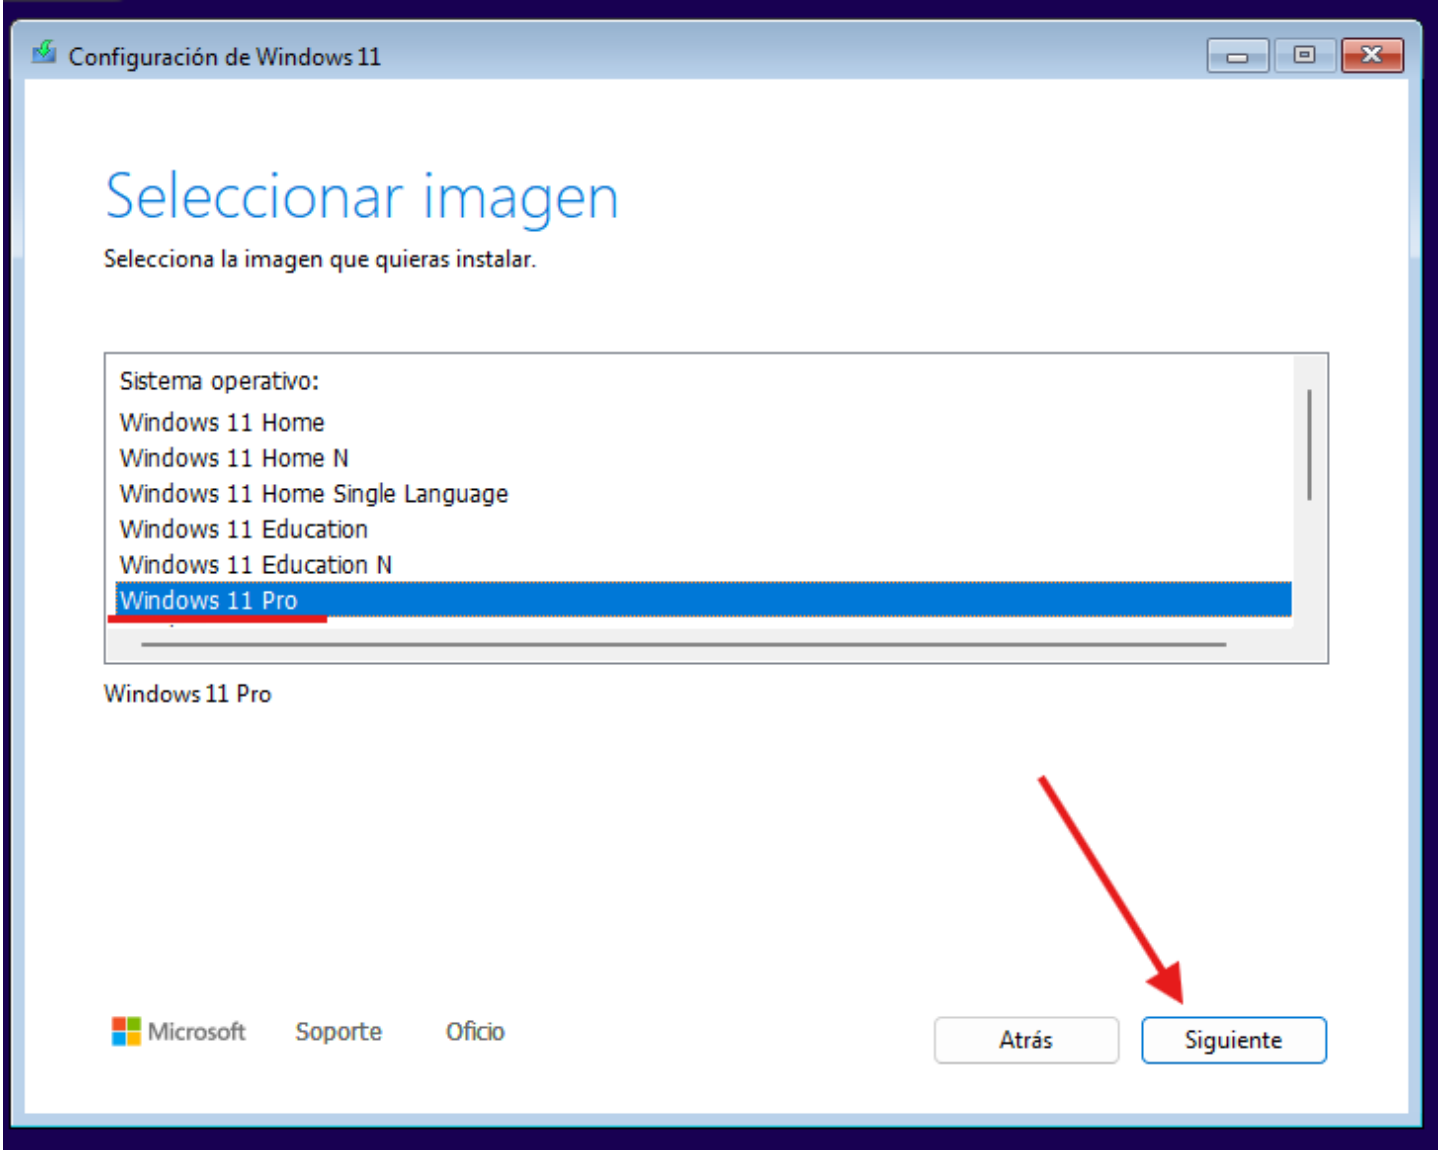 Configuración de Windows 11
Seleccionar imagen
Selecciona la imagen que quieras instalar.
Sistema operativo:
Windows 11 Home
Windows 11 Home N
Windows 11 Home Single Language
Windows 11 Education
Windows 11 Education N
Windows 11 Pro
Windows 11 Pro
Microsoft Soporte Oficio
Atrás Siguiente